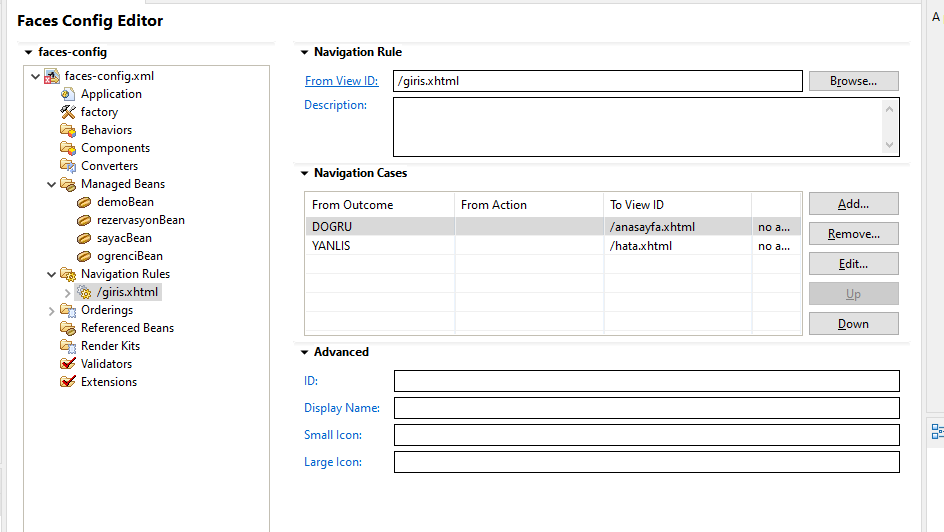 Faces Config Editor
A
faces-config
faces-config.xml
Application
factory
Behaviors
Components
Converters
Managed Beans
demoBean
rezervasyonBean
sayacBean
ogrenciBean
Navigation Rules
/giris.xhtml
Orderings
Referenced Beans
Render Kits
Validators
Extensions
Navigation Rule
From View ID: /giris.xhtml Browse...
Description:
Navigation Cases
From Outcome From Action To View ID
DOGRU /anasayfa.xhtml no a...
YANLIS /hata.xhtml no a...
Add...
Remove...
Edit...
Up
Down
Advanced
ID:
Display Name:
Small Icon:
Large Icon: